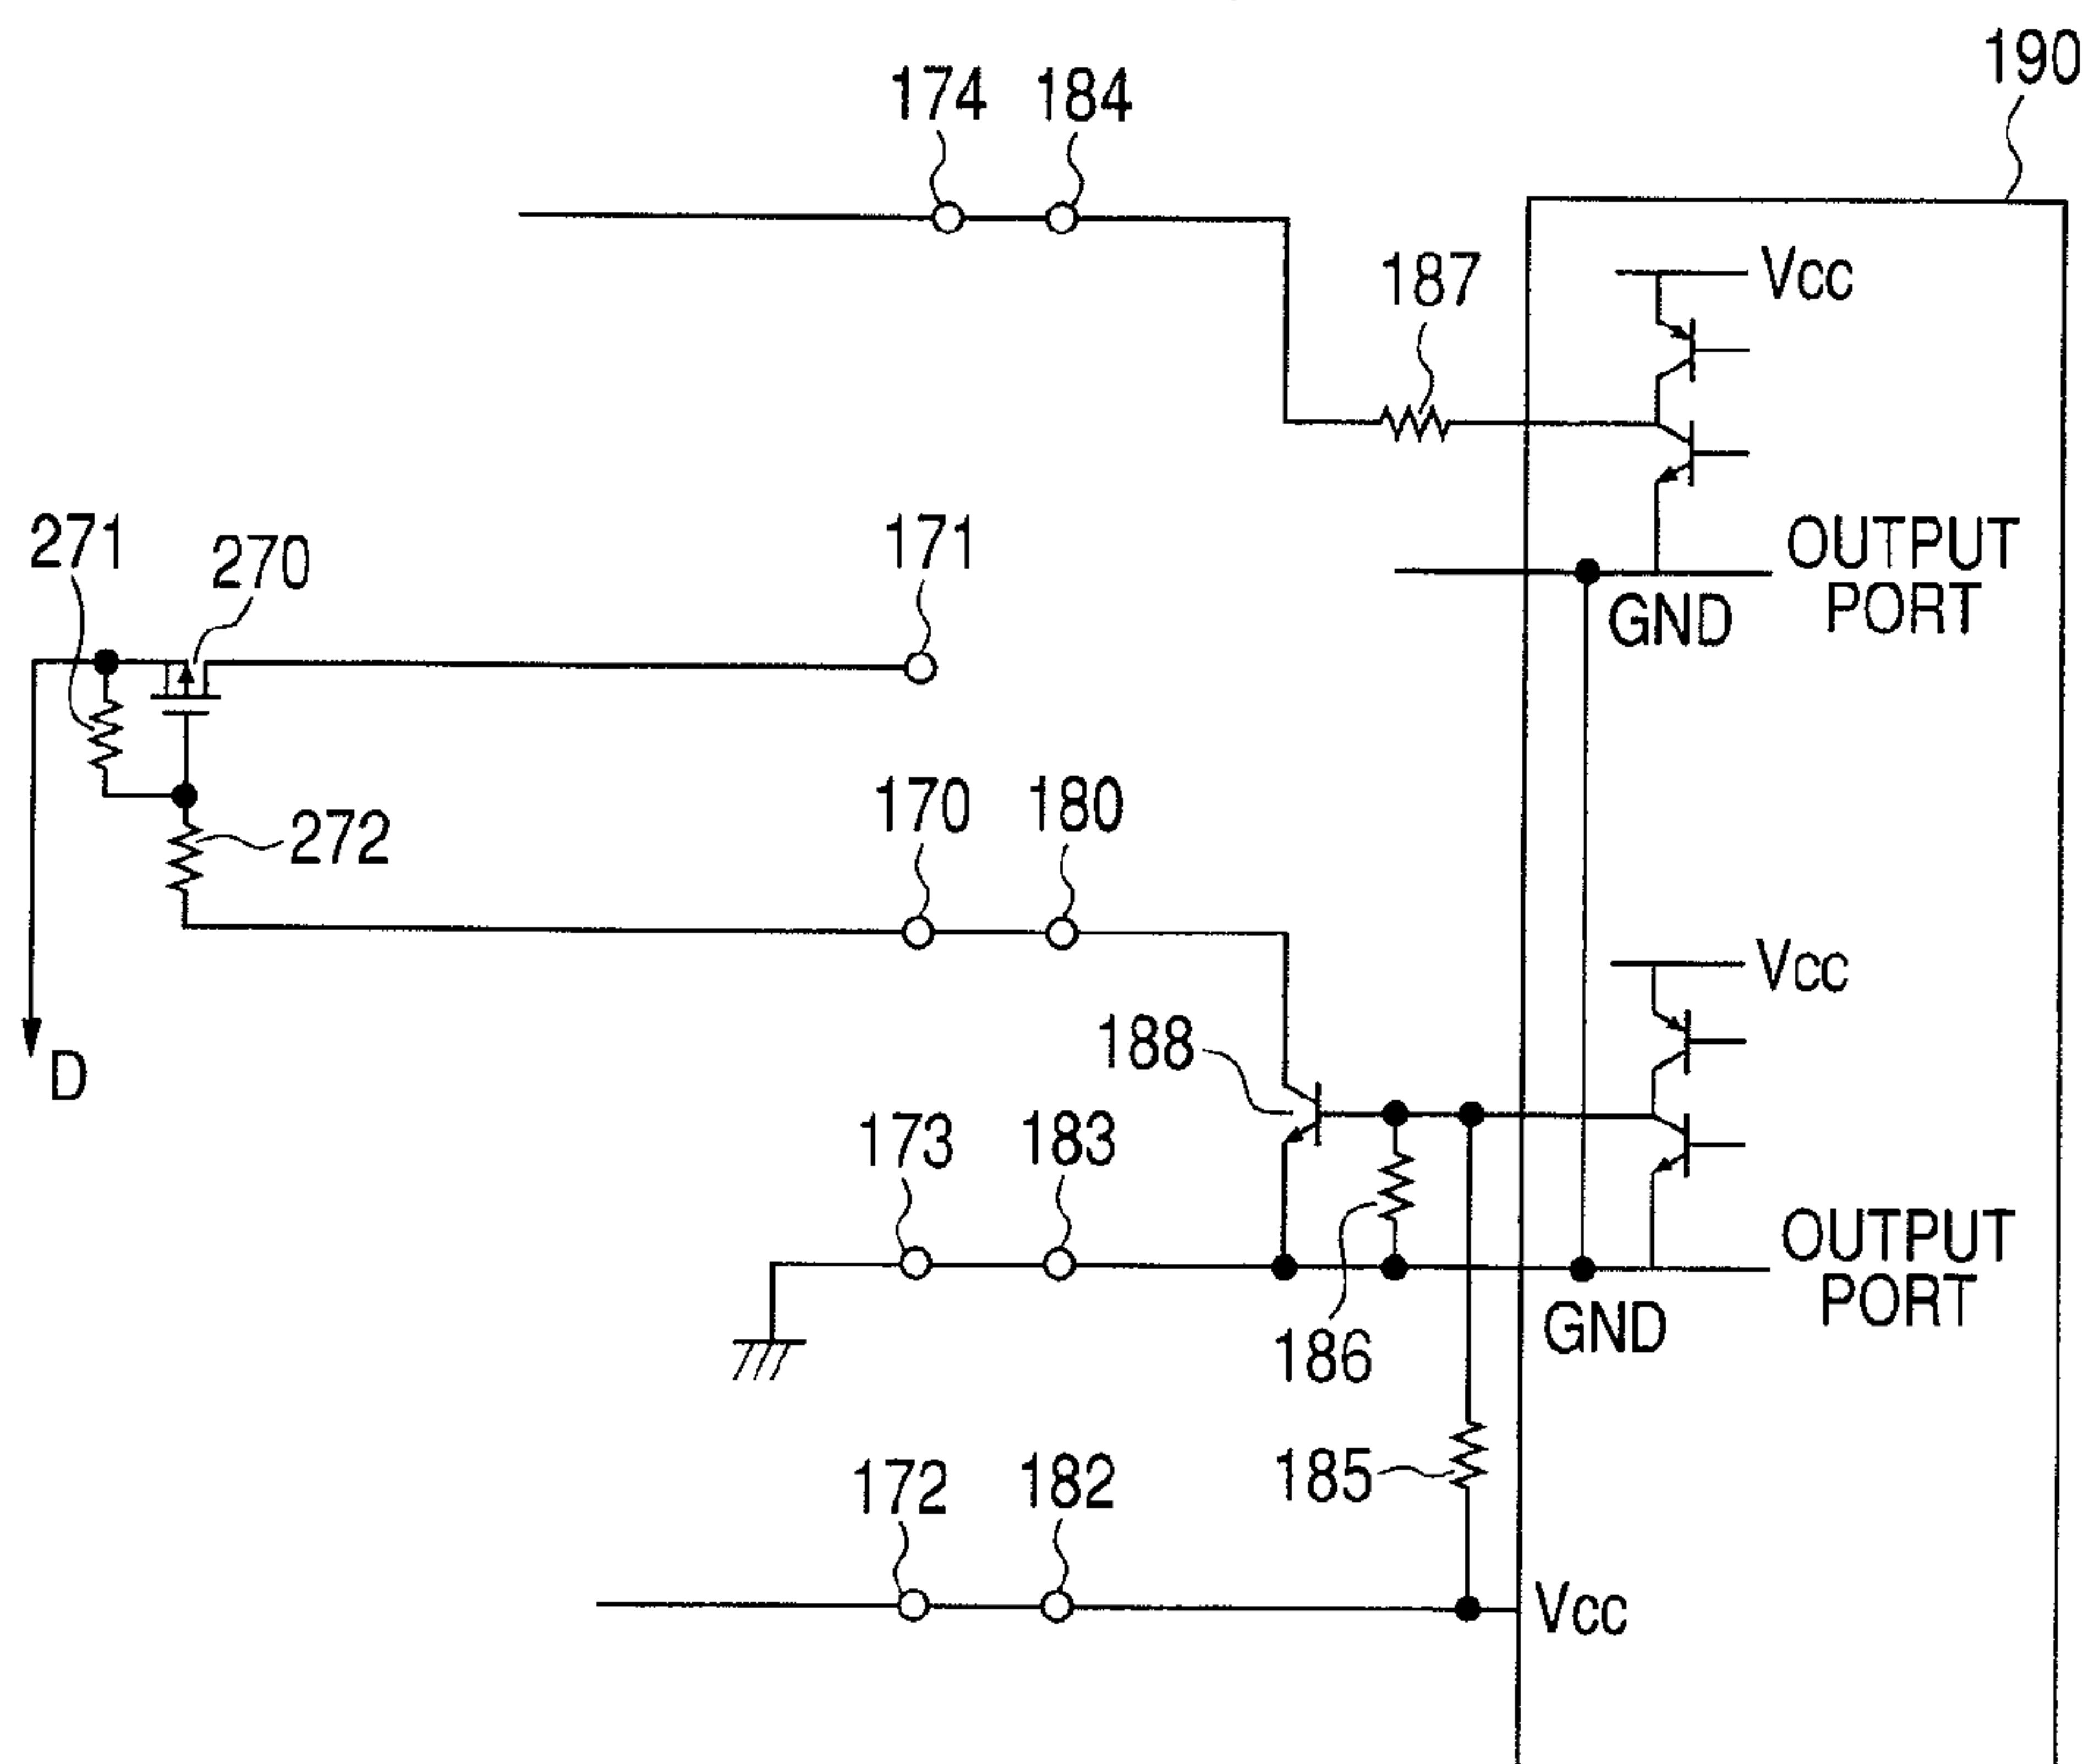 190
174 184
187
Vcc
271 270 171
OUTPUT
PORT
GND
170 180
272
Vcc
188
D
173 183
OUTPUT
PORT
GND
186
185
172 182
Vcc